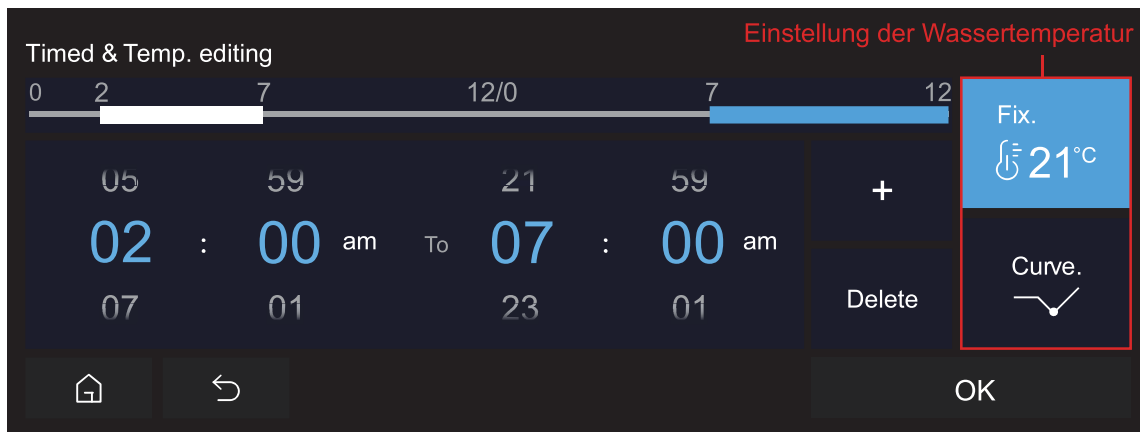 Einstellung der Wassertemperatur
Timed & Temp. editing
0 2 7 12/0 7 12
Fix.
21°C
05 59 21 59
+
02 : 00 am To 07 : 00 am
Curve.
07 01 23 01
Delete
OK